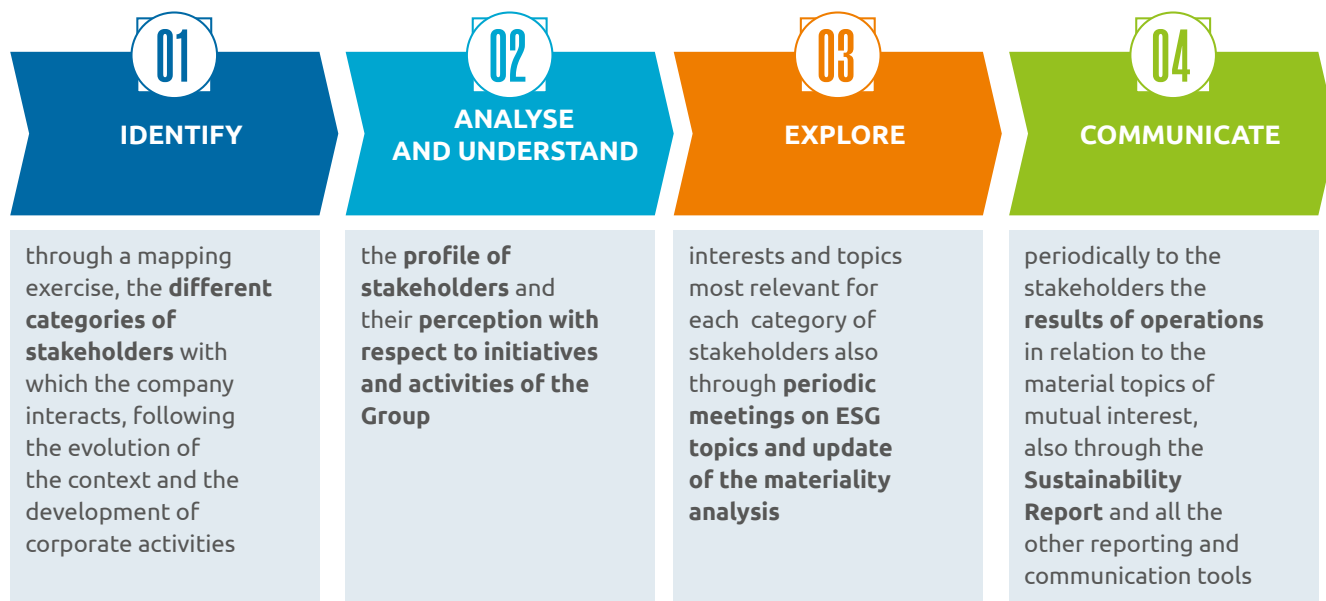 01
IDENTIFY
through a mapping
exercise, the different
categories of
stakeholders with
which the company
interacts, following
the evolution of
the context and the
development of
corporate activities
02
ANALYSE
AND UNDERSTAND
the profile of
stakeholders and
their perception with
respect to initiatives
and activities of the
Group
03
EXPLORE
interests and topics
most relevant for
each category of
stakeholders also
through periodic
meetings on ESG
topics and update
of the materiality
analysis
04
COMMUNICATE
periodically to the
stakeholders the
results of operations
in relation to the
material topics of
mutual interest,
also through the
Sustainability
Report and all the
other reporting and
communication tools